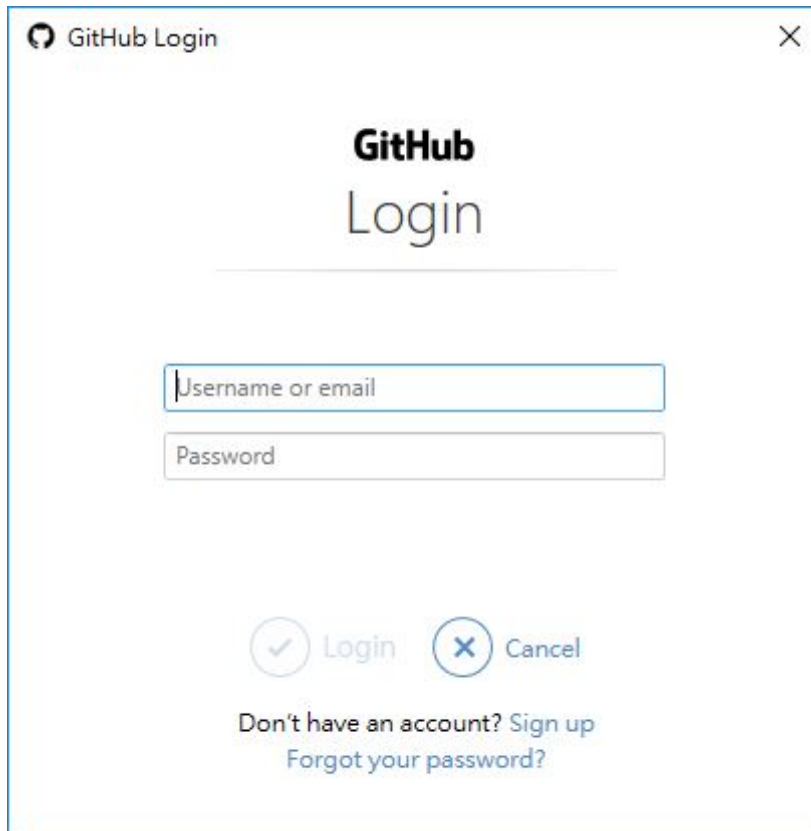 GitHub Login
GitHub
Login
Username or email
Password
Login Cancel
Don't have an account? Sign up
Forgot your password?